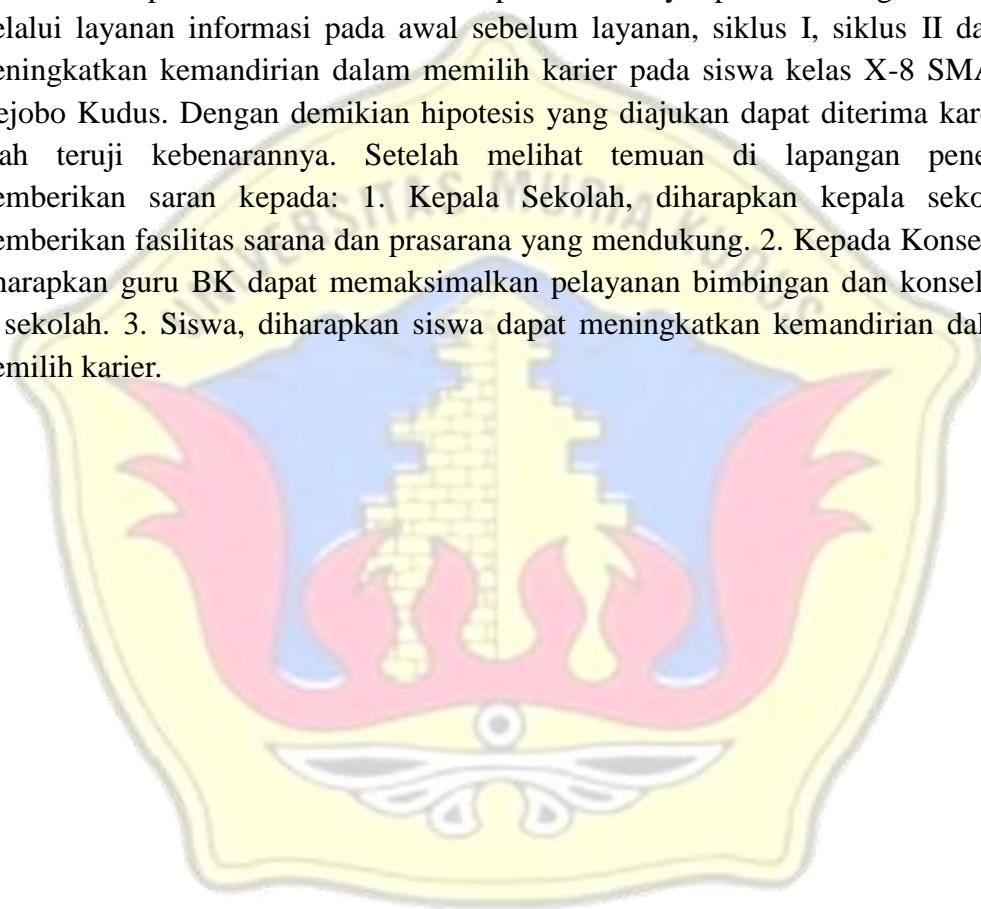 elalui layanan informasi pada awal sebelum layanan, siklus I, siklus II da
eningkatkan kemandirian dalam memilih karier pada siswa kelas X-8 SMA
ejobo Kudus. Dengan demikian hipotesis yang diajukan dapat diterima kar
ah teruji kebenarannya. Setelah melihat temuan di lapangan pene
emberikan saran kepada: 1. Kepala Sekolah, diharapkan kepala seko
emberikan fasilitas sarana dan prasarana yang mendukung. 2. Kepada Konse
harapkan guru BK dapat memaksimalkan pelayanan bimbingan dan konsel
sekolah. 3. Siswa, diharapkan siswa dapat meningkatkan kemandirian dal
emilih karier.
UNIVERSITAS MURIA KUDUS